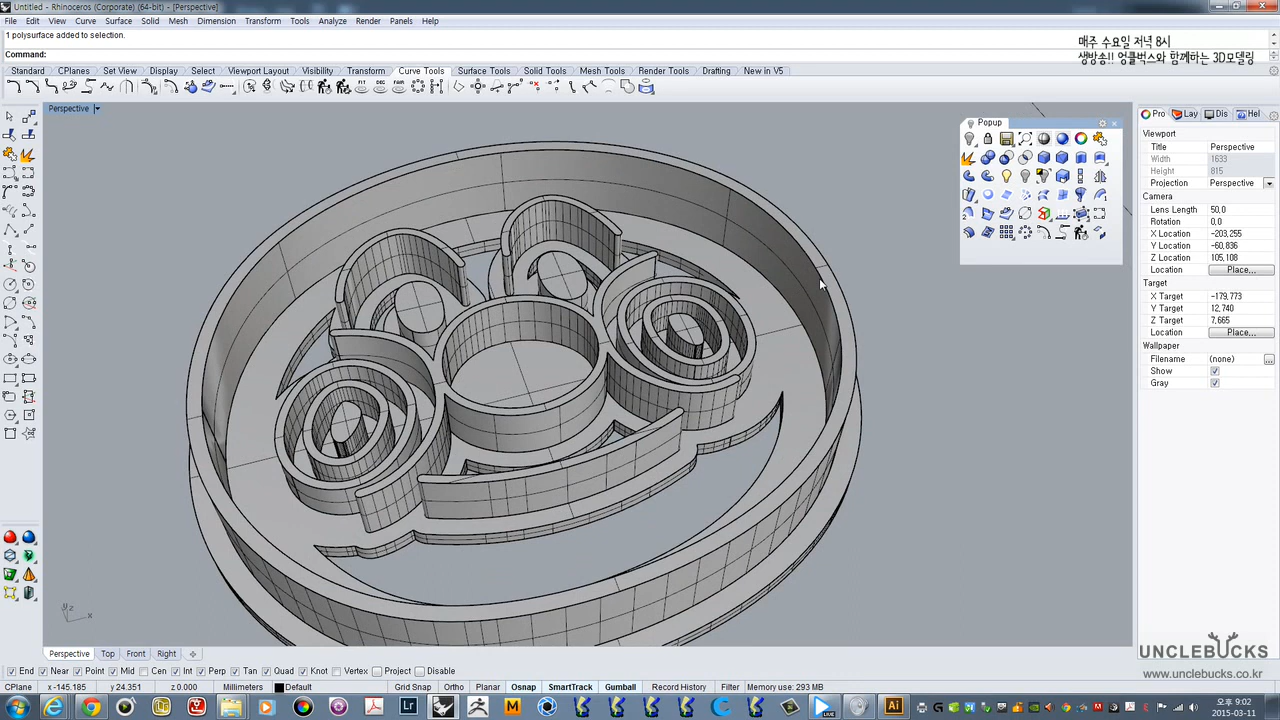 Untitled - Rhinoceros (Corporate) (64-bit) - [Perspective]
File Edit View Curve Surface Solid Mesh Dimension Transform Tools Analyze Render Panels Help
1 polysurface added to selection.
매주 수요일 저녁 8시
Command:
생방송!! 엉클벅스와 함께하는 3D모델링
Standard CPlanes Set View Display Select Viewport Layout Visibility Transform Curve Tools Surface Tools Solid Tools Mesh Tools Render Tools Drafting New in V5
Perspective
Popup
Pro Lay Dis Hel
Viewport
Title Perspective
Width 1633
Height 815
Projection Perspective
Camera
Lens Length 50,0
Rotation 0,0
X Location -203,255
Y Location -60,836
Z Location 105,108
Location Place...
Target
X Target -179,773
Y Target 12,740
Z Target 7,665
Location Place...
Wallpaper
Filename (none) ...
Show
Gray
z
y
x
Perspective Top Front Right
End Near Point Mid Cen Int Perp Tan Quad Knot Vertex Project Disable
CPlane x -145.185 y 24.351 z 0.000 Millimeters Default Grid Snap Ortho Planar Osnap SmartTrack Gumball Record History Filter Memory use: 293 MB
UNCLEBUCKS
www.unclebucks.com
Lr M LIVE Ai
오후 9:02
2015-03-11